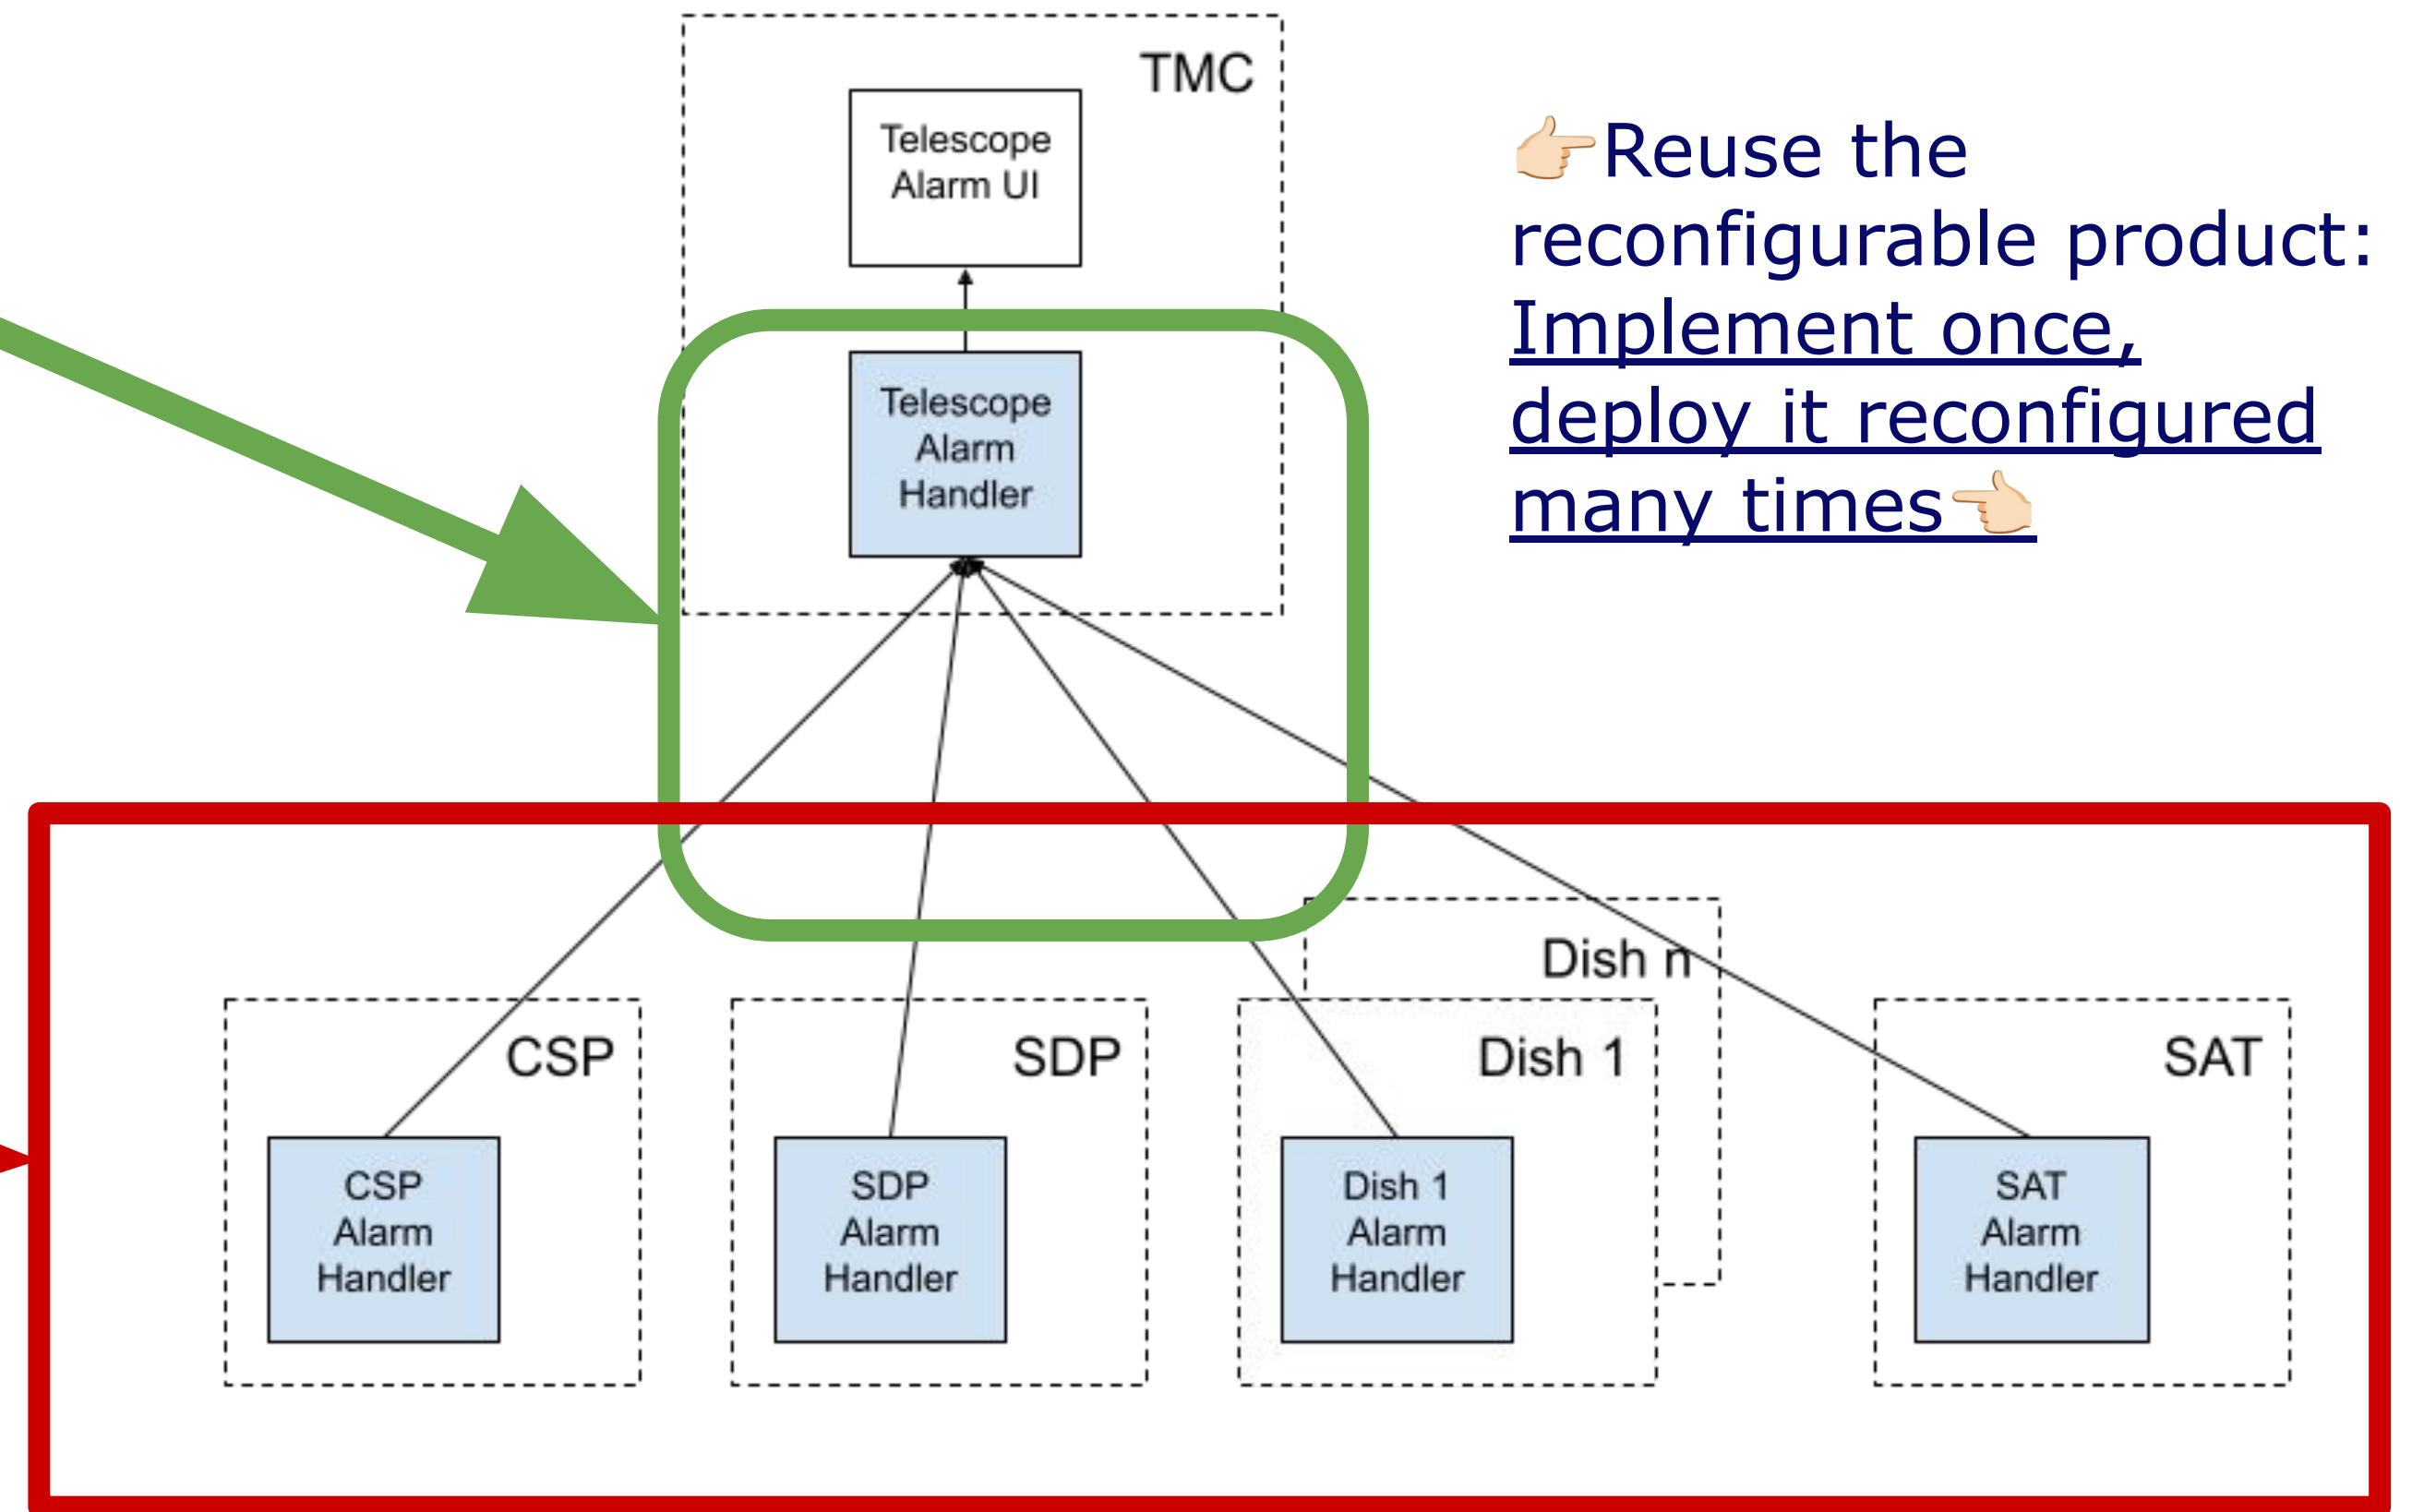 TMC
Telescope
Alarm UI
Telescope
Alarm
Handler
👉🏻Reuse the
reconfigurable product:
Implement once,
deploy it reconfigured
many times👈🏻
CSP
CSP
Alarm
Handler
SDP
SDP
Alarm
Handler
Dish n
Dish 1
Dish 1
Alarm
Handler
SAT
SAT
Alarm
Handler